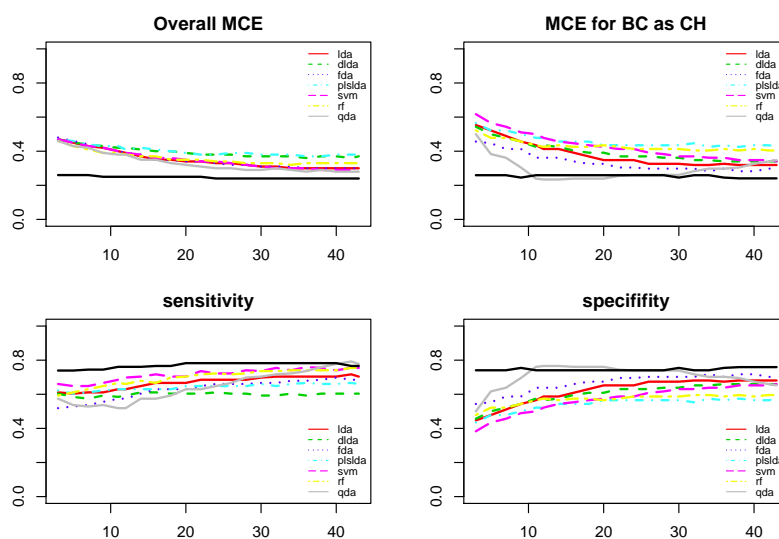 Overall MCE
0.0 0.4 0.8
lda
dlda
fda
plslda
svm
rf
qda
10 20 30 40
MCE for BC as CH
0.0 0.4 0.8
lda
dlda
fda
plslda
svm
rf
qda
10 20 30 40
sensitivity
0.0 0.4 0.8
lda
dlda
fda
plslda
svm
rf
qda
10 20 30 40
specififity
0.0 0.4 0.8
lda
dlda
fda
plslda
svm
rf
qda
10 20 30 40